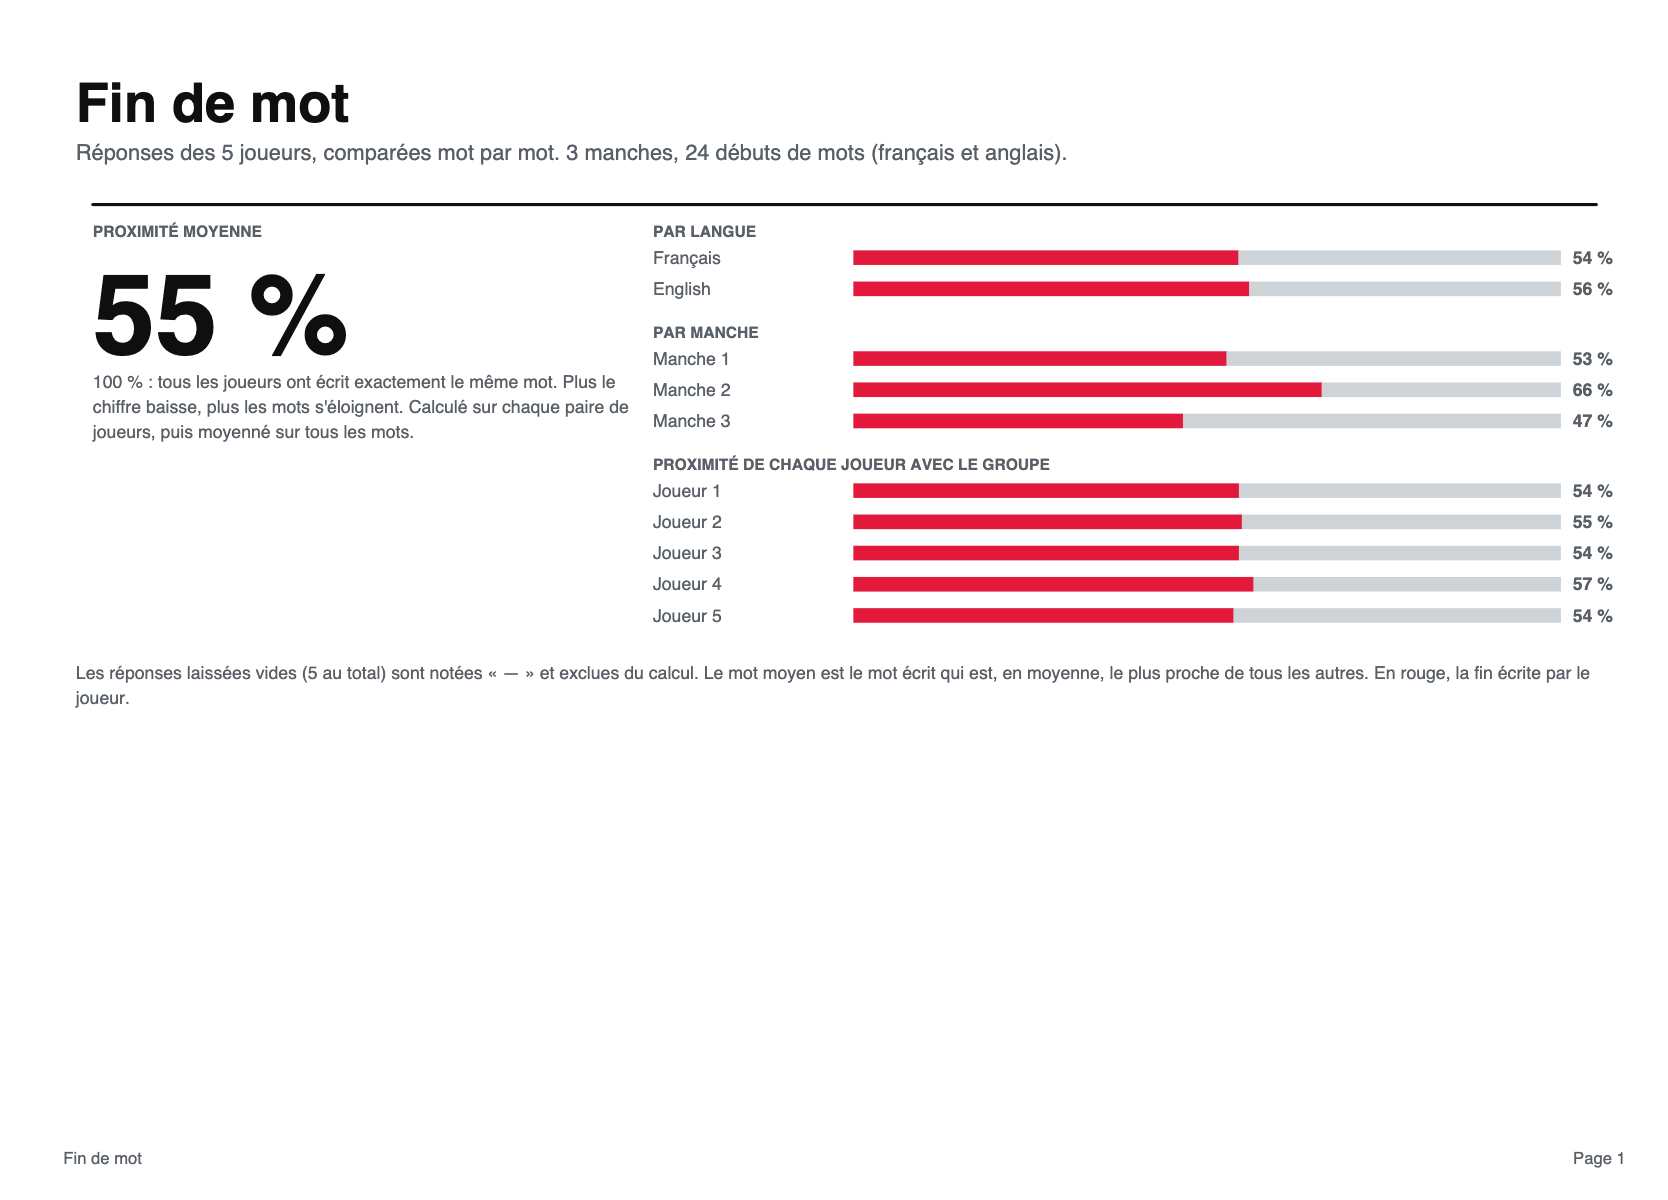 Fin de mot
Réponses des 5 joueurs, comparées mot par mot. 3 manches, 24 débuts de mots (français et anglais).
PROXIMITÉ MOYENNE
55 %
100 % : tous les joueurs ont écrit exactement le même mot. Plus le
chiffre baisse, plus les mots s'éloignent. Calculé sur chaque paire de
joueurs, puis moyenné sur tous les mots.
PAR LANGUE
Français 54 %
English 56 %
PAR MANCHE
Manche 1 53 %
Manche 2 66 %
Manche 3 47 %
PROXIMITÉ DE CHAQUE JOUEUR AVEC LE GROUPE
Joueur 1 54 %
Joueur 2 55 %
Joueur 3 54 %
Joueur 4 57 %
Joueur 5 54 %
Les réponses laissées vides (5 au total) sont notées « — » et exclues du calcul. Le mot moyen est le mot écrit qui est, en moyenne, le plus proche de tous les autres. En rouge, la fin écrite par le
joueur.
Fin de mot
Page 1